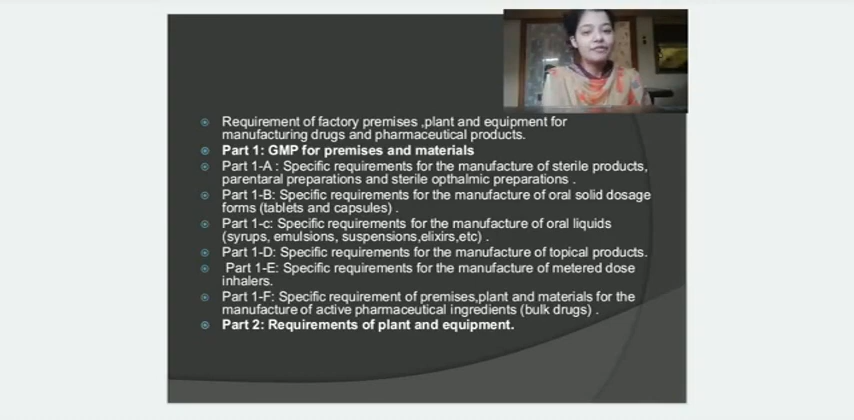 Requirement of factory premises ,plant and equipment for
manufacturing drugs and pharmaceutical products.
Part 1: GMP for premises and materials
Part 1-A : Specific requirements for the manufacture of sterile products,
parentaral preparations and sterile opthalmic preparations .
Part 1-B: Specific requirements for the manufacture of oral solid dosage
forms (tablets and capsules) .
Part 1-c: Specific requirements for the manufacture of oral liquids
(syrups, emulsions, suspensions,elixirs,etc) .
Part 1-D: Specific requirements for the manufacture of topical products.
Part 1-E: Specific requirements for the manufacture of metered dose
inhalers.
Part 1-F: Specific requirement of premises,plant and materials for the
manufacture of active pharmaceutical ingredients (bulk drugs) .
Part 2: Requirements of plant and equipment.